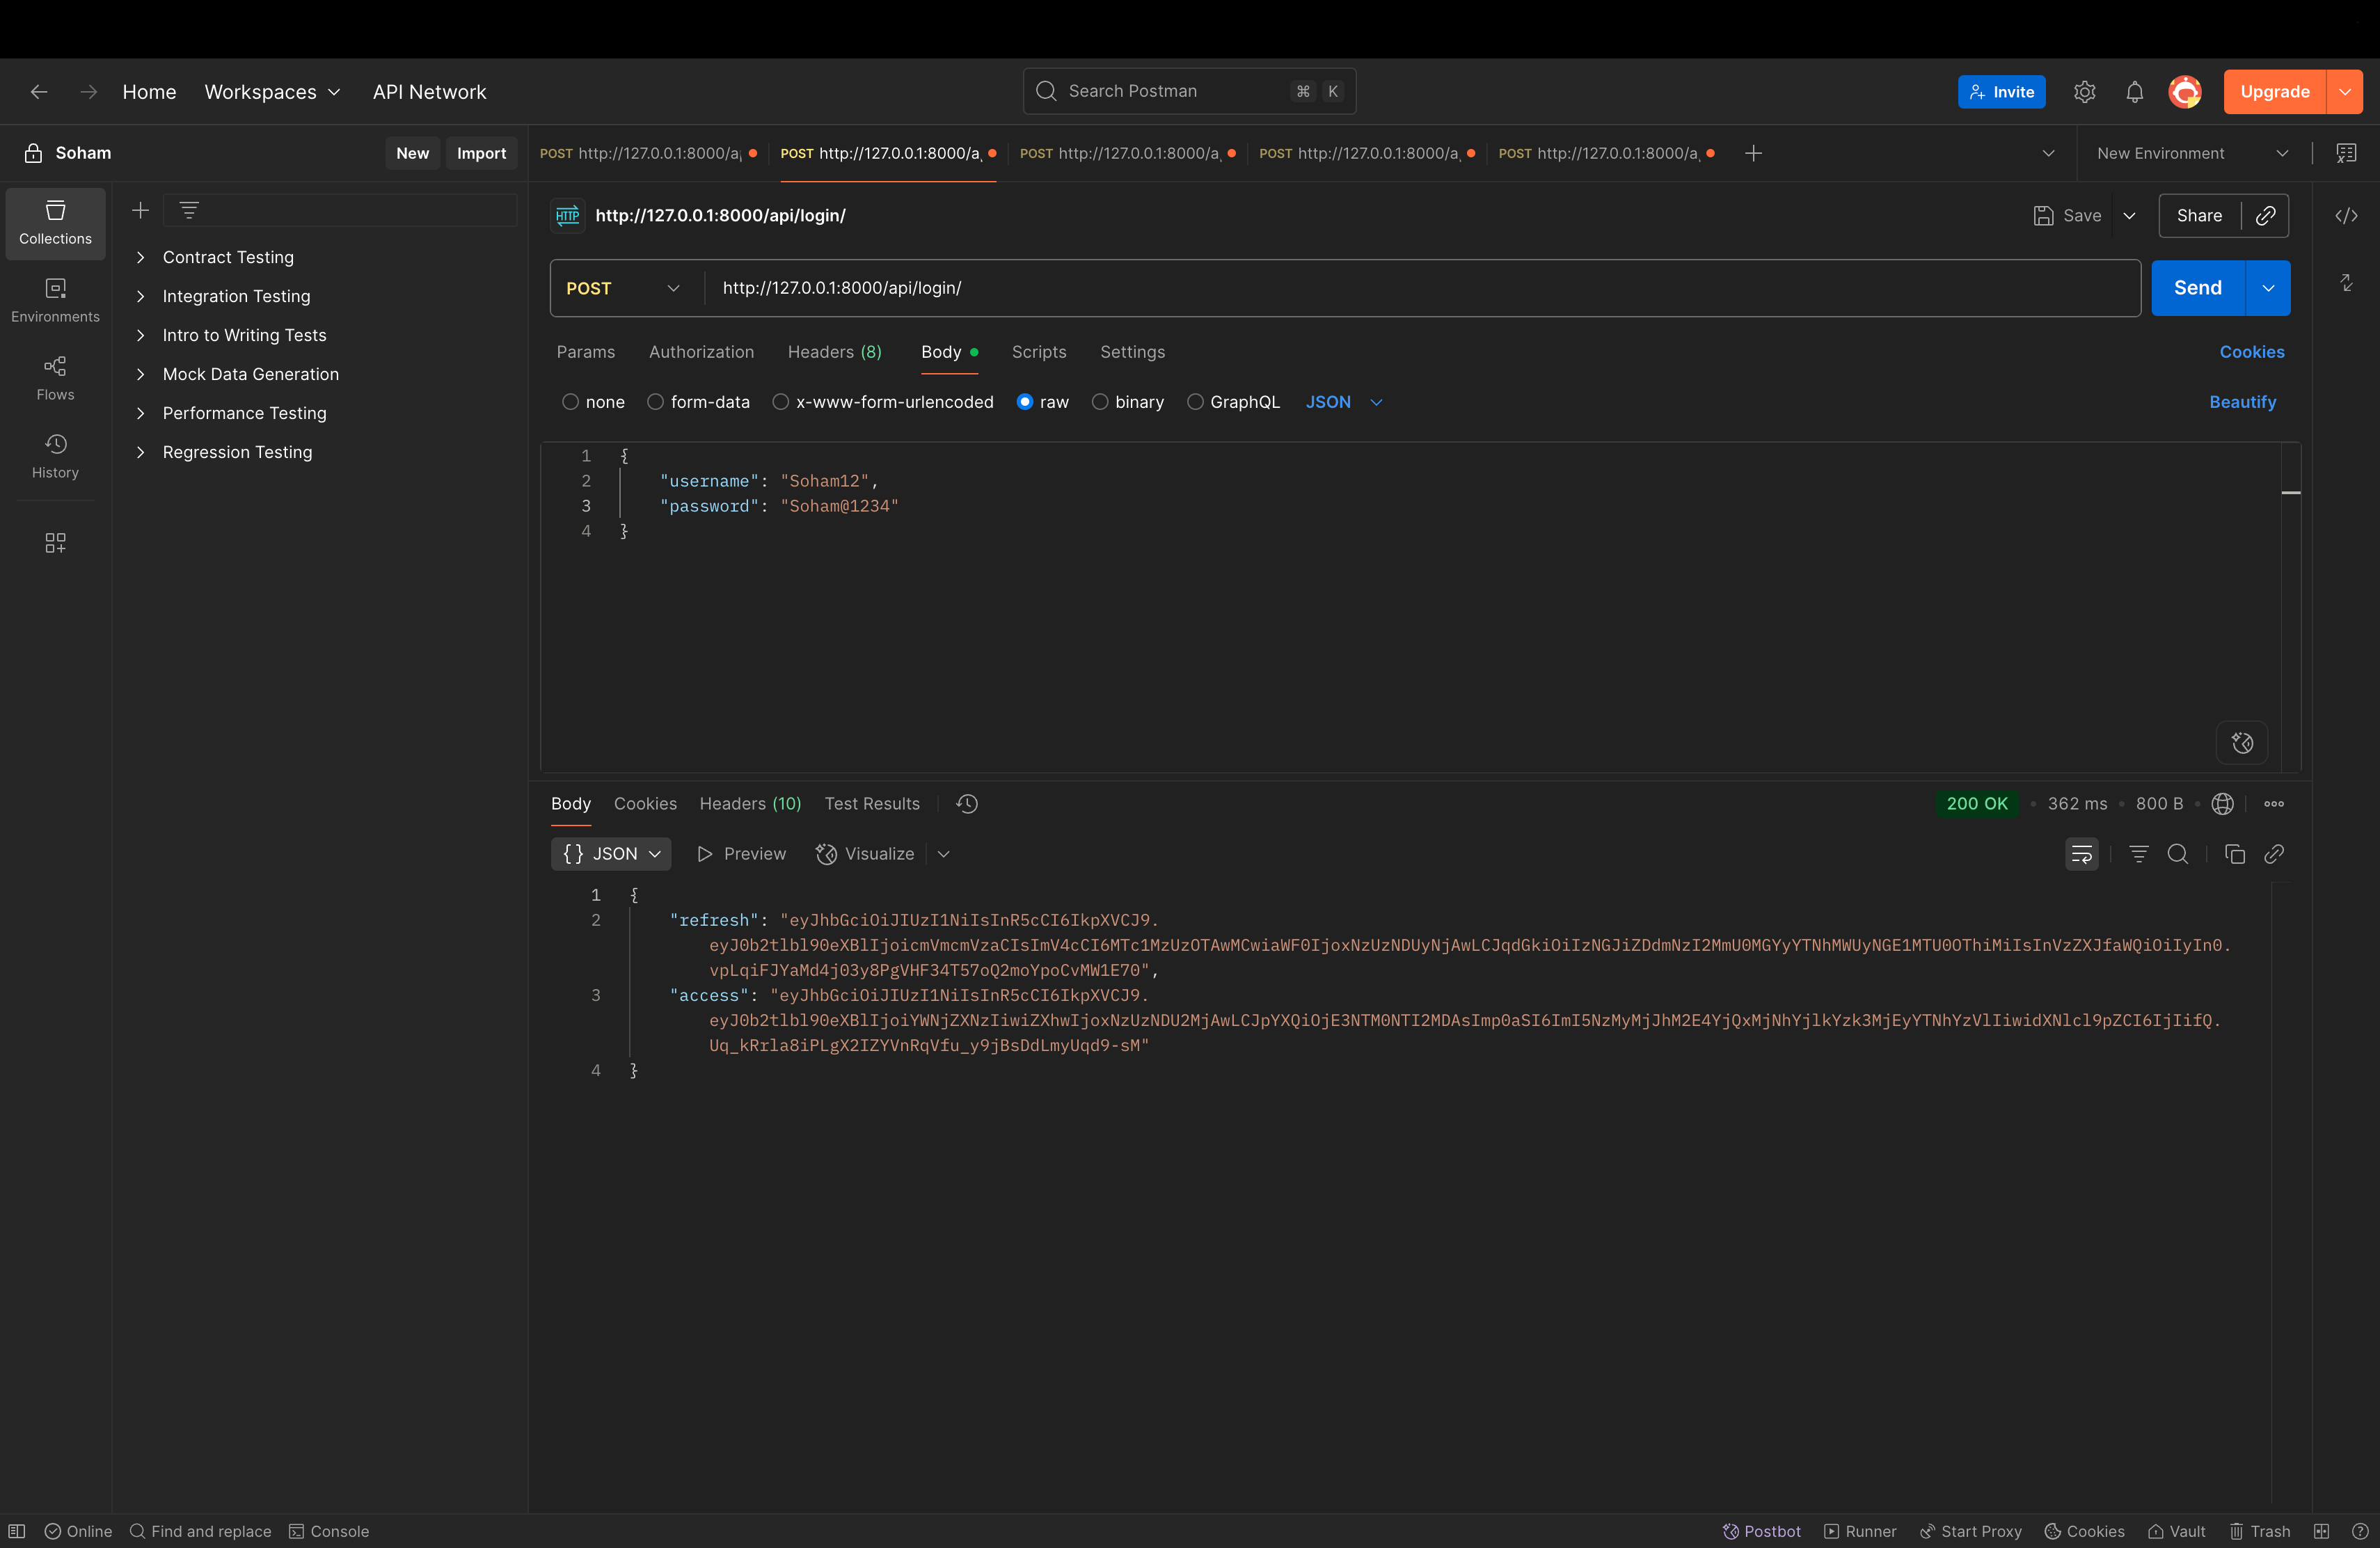 Home Workspaces API Network
Search Postman ⌘ K
Invite
Upgrade
Soham
New Import
POST http://127.0.0.1:8000/a
POST http://127.0.0.1:8000/a
POST http://127.0.0.1:8000/a
POST http://127.0.0.1:8000/a
POST http://127.0.0.1:8000/a
New Environment
Collections
Environments
Flows
History
Contract Testing
Integration Testing
Intro to Writing Tests
Mock Data Generation
Performance Testing
Regression Testing
HTTP http://127.0.0.1:8000/api/login/
Save Share
POST http://127.0.0.1:8000/api/login/
Send
Params Authorization Headers (8) Body Scripts Settings Cookies
none form-data x-www-form-urlencoded raw binary GraphQL JSON Beautify
1 {
2 "username": "Soham12",
3 "password": "Soham@1234"
4 }
Body Cookies Headers (10) Test Results
200 OK • 362 ms • 800 B
{} JSON Preview Visualize
1 {
2 "refresh": "eyJhbGciOiJIUzI1NiIsInR5cCI6IkpXVCJ9.
eyJ0b2tlbl90eXBlIjoicmVmcmVzaCIsImV4cCI6MTc1MzUzOTAwMCwiaWF0IjoxNzUzNDUyNjAwLCJqdGkiOiIzNGJiZDdmNzI2MmU0MGYyYTNhMWUyNGE1MTU0OThiMiIsInVzZXJfaWQiOiIyIn0.
vpLqiFJYaMd4j03y8PgVHF34T57oQ2moYpoCvMW1E70",
3 "access": "eyJhbGciOiJIUzI1NiIsInR5cCI6IkpXVCJ9.
eyJ0b2tlbl90eXBlIjoiYWNjZXNzIiwiZXhwIjoxNzUzNDU2MjAwLCJpYXQiOjE3NTM0NTI2MDAsImp0aSI6ImI5NzMyMjJhM2E4YjQxMjNhYjlkYzk3MjEyYTNhYzVlIiwidXNlcl9pZCI6IjIifQ.
Uq_kRrla8iPLgX2IZYVnRqVfu_y9jBsDdLmyUqd9-sM"
4 }
Online Find and replace Console
Postbot Runner Start Proxy Cookies Vault Trash